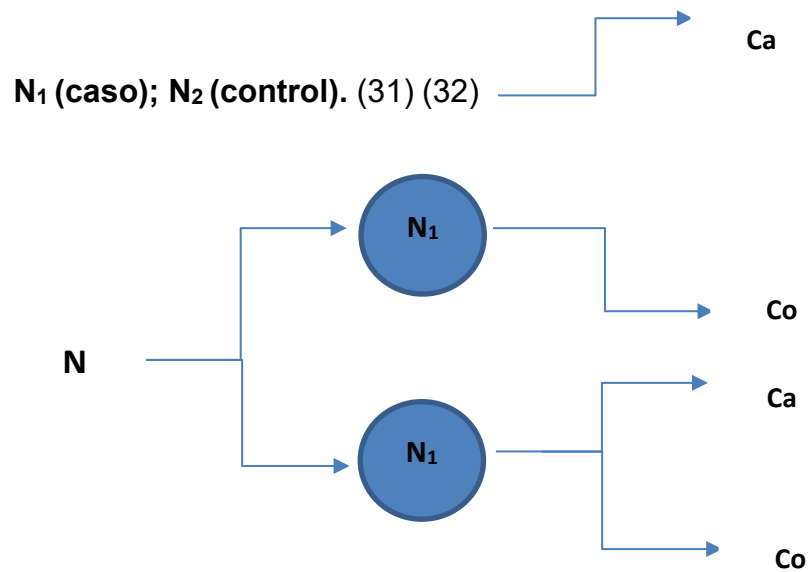 Ca
N₁ (caso); N₂ (control). (31) (32)
N₁
Co
N
Ca
N₁
Co